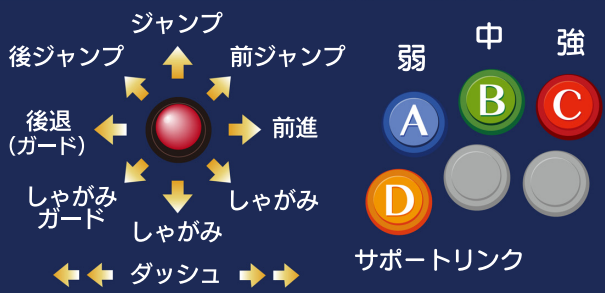 ジャンプ
後ジャンプ
前ジャンプ
後退
(ガード)
前進
しゃがみ
ガード
しゃがみ
しゃがみ
ダッシュ
弱
中
強
A
B
C
D
サポートリンク